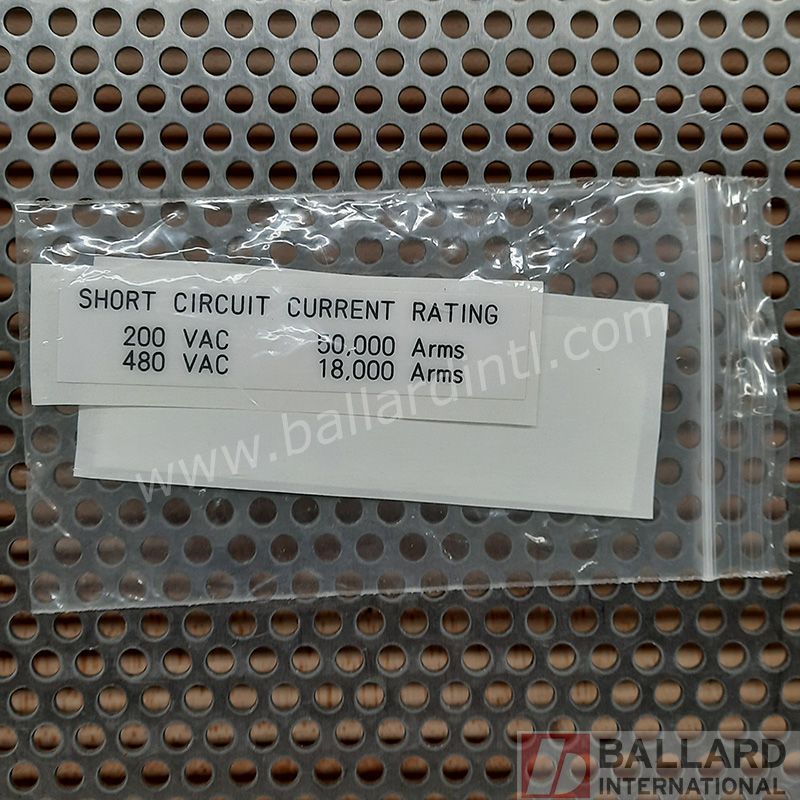 SHORT CIRCUIT CURRENT RATING
200 VAC 50,000 Arms
480 VAC 18,000 Arms
www.ballardintl.com
BALLARD
INTERNATIONAL